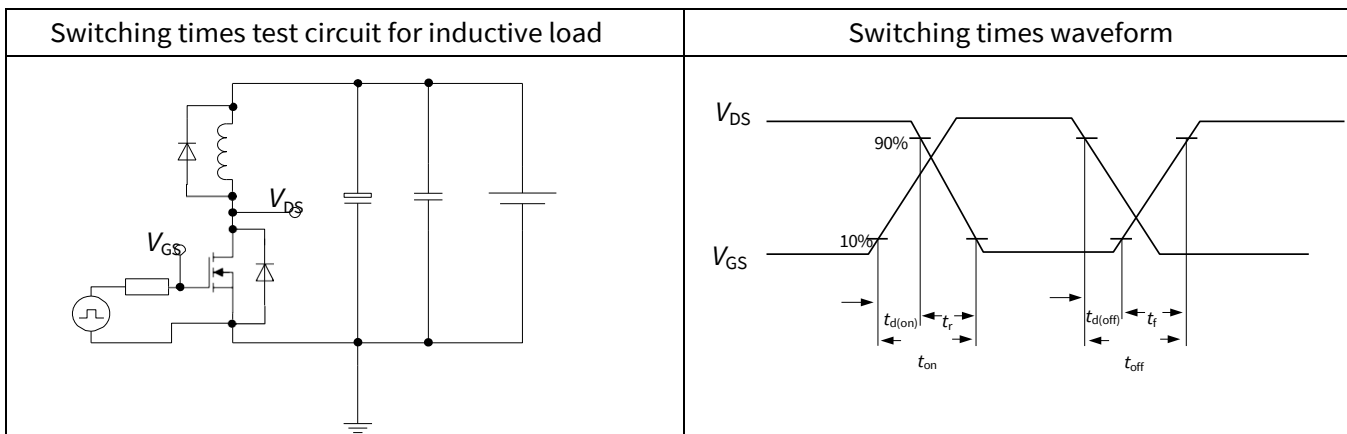 Switching times test circuit for inductive load
Switching times waveform
VDS
VGS
VDS
90%
10%
VGS
td(on) tr
ton
td(off) tf
toff